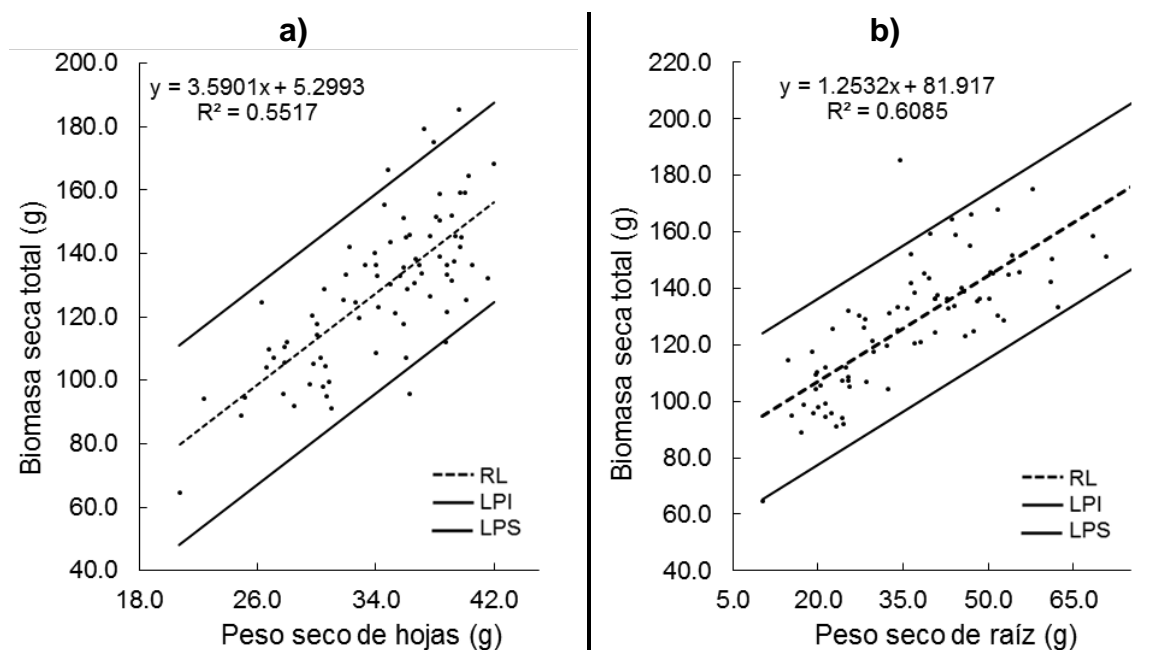 a)
200.0
180.0
160.0
140.0
120.0
100.0
80.0
60.0
40.0
18.0 26.0 34.0 42.0
Biomasa seca total (g)
Peso seco de hojas (g)
y = 3.5901x + 5.2993
R² = 0.5517
RL
LPI
LPS
b)
220.0
200.0
180.0
160.0
140.0
120.0
100.0
80.0
60.0
40.0
5.0 20.0 35.0 50.0 65.0
Biomasa seca total (g)
Peso seco de raíz (g)
y = 1.2532x + 81.917
R² = 0.6085
RL
LPI
LPS